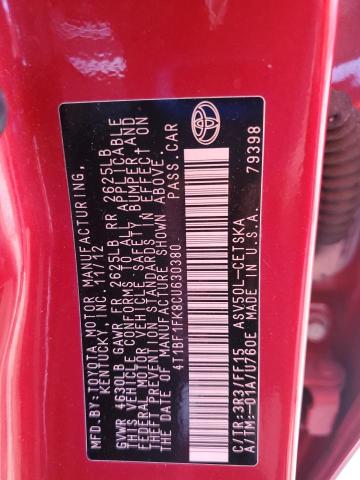 MFD.BY: TOYOTA MOTOR MANUFACTURING,
KENTUCKY, INC. 11/12
GVWR 4630LB GAWR FR 2625LB RR 2625LB
THIS VEHICLE CONFORMS TO ALL APPLICABLE
FEDERAL MOTOR VEHICLE SAFETY, BUMPER, AND
THEFT PREVENTION STANDARDS IN EFFECT ON
THE DATE OF MANUFACTURE SHOWN ABOVE.
4T1BF1FK8CU630380 PASS.CAR
C/TR:3R3/FF15 ASV50L-CETSKA
A/TM:-01A/U760E MADE IN U.S.A. 79398